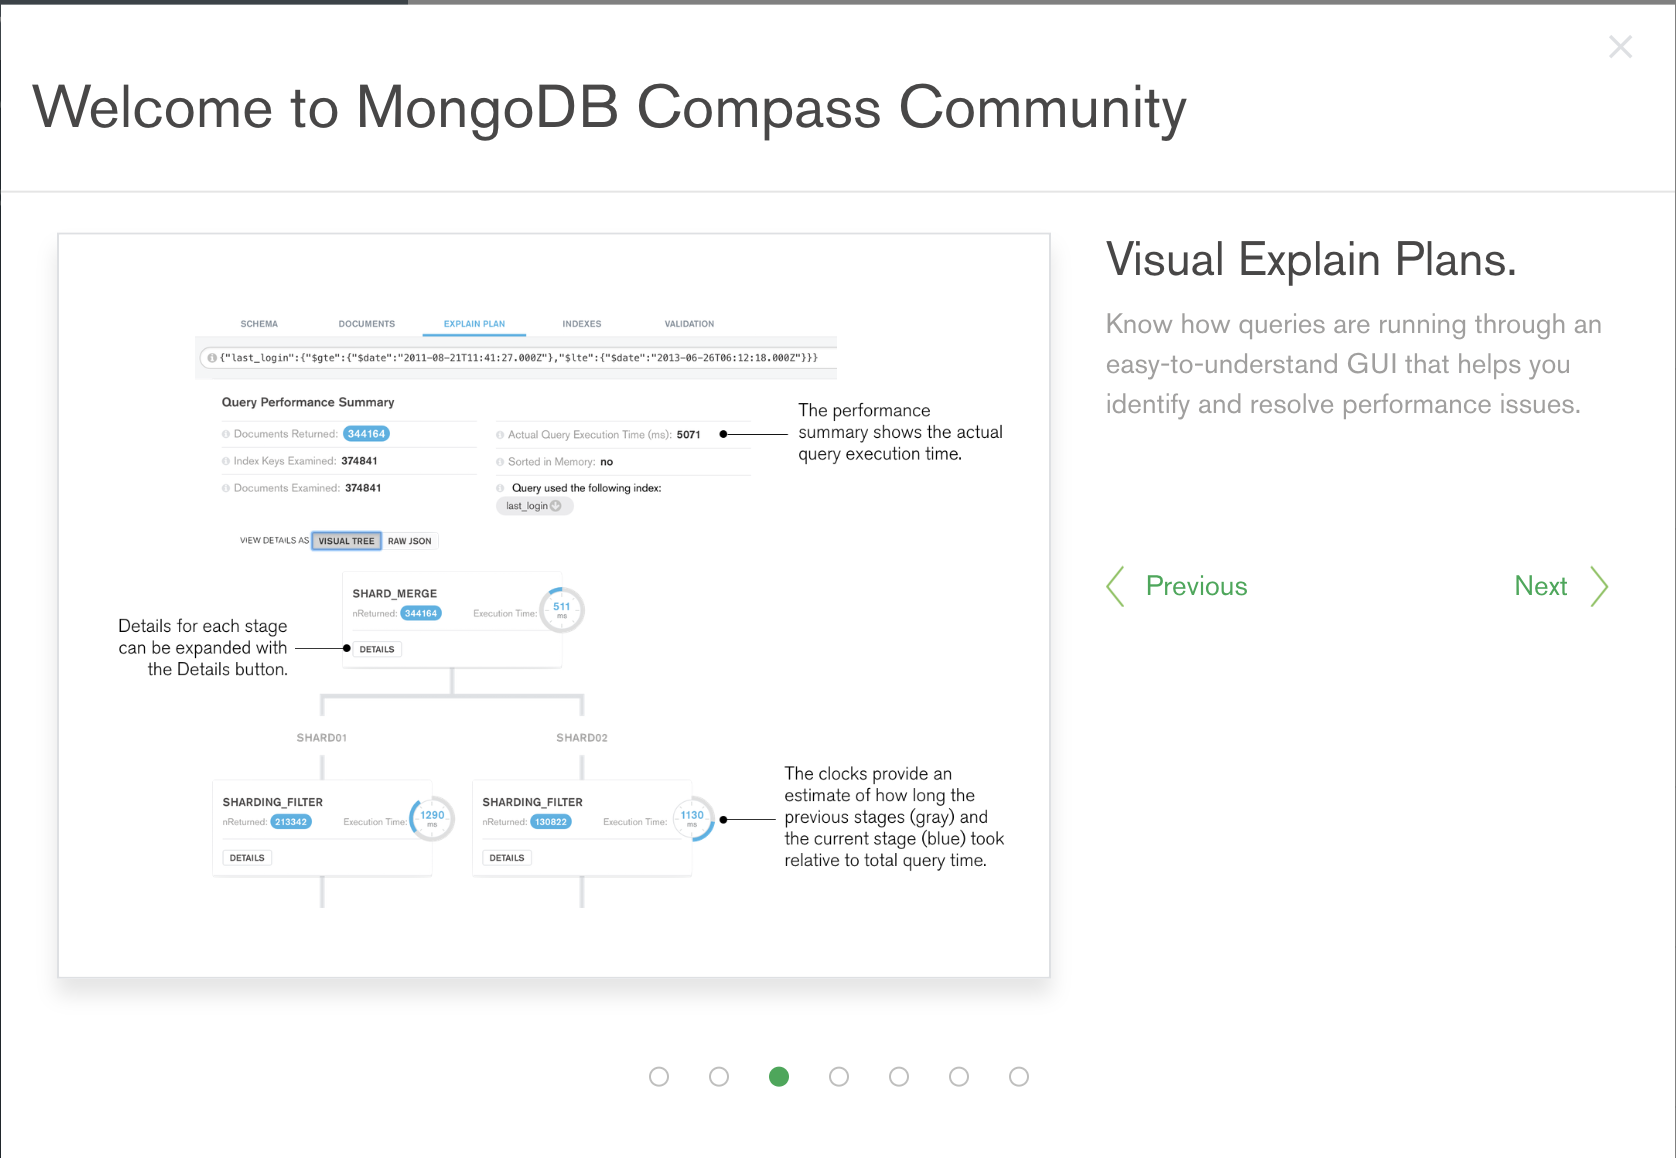 Welcome to MongoDB Compass Community
SCHEMA DOCUMENTS EXPLAIN PLAN INDEXES VALIDATION
{"last_login":{"$gte":{"$date":"2011-08-21T11:41:27.000Z"},"$lte":{"$date":"2013-06-26T06:12:18.000Z"}}}
Query Performance Summary
Documents Returned: 344164
Index Keys Examined: 374841
Documents Examined: 374841
Actual Query Execution Time (ms): 5071
Sorted in Memory: no
Query used the following index:
last_login
The performance
summary shows the actual
query execution time.
VIEW DETAILS AS VISUAL TREE RAW JSON
SHARD_MERGE
nReturned: 344164 Execution Time: 511 ms
DETAILS
Details for each stage
can be expanded with
the Details button.
SHARD01 SHARD02
SHARDING_FILTER
nReturned: 213342 Execution Time: 1290 ms
DETAILS
SHARDING_FILTER
nReturned: 130822 Execution Time: 1130 ms
DETAILS
The clocks provide an
estimate of how long the
previous stages (gray) and
the current stage (blue) took
relative to total query time.
Visual Explain Plans.
Know how queries are running through an
easy-to-understand GUI that helps you
identify and resolve performance issues.
Previous Next